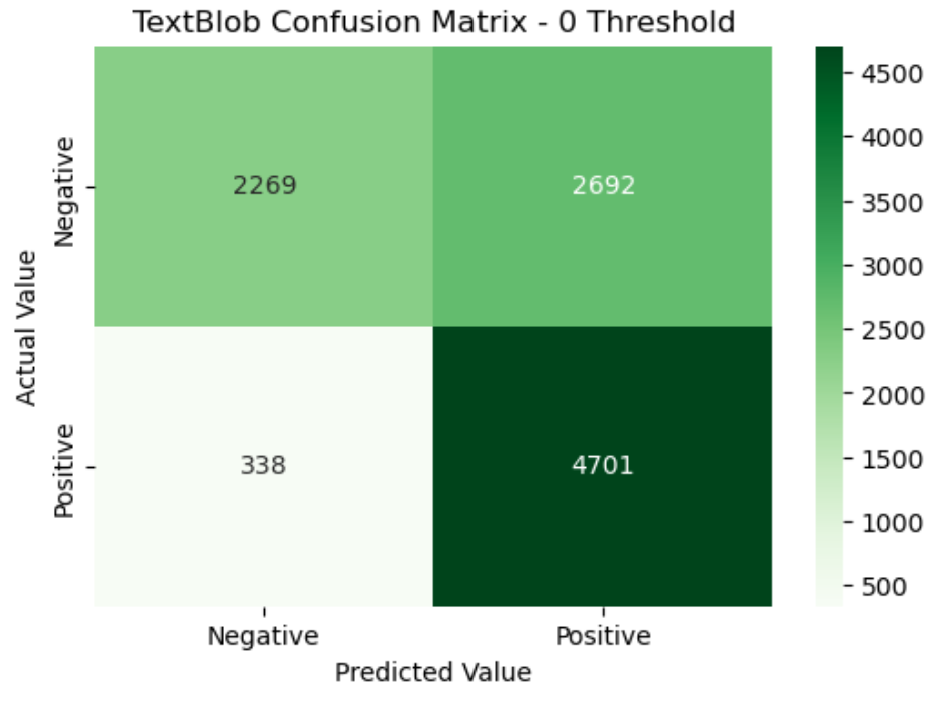 TextBlob Confusion Matrix - 0 Threshold
Actual Value
Negative
Positive
2269
2692
338
4701
Negative
Positive
Predicted Value
4500
4000
3500
3000
2500
2000
1500
1000
500